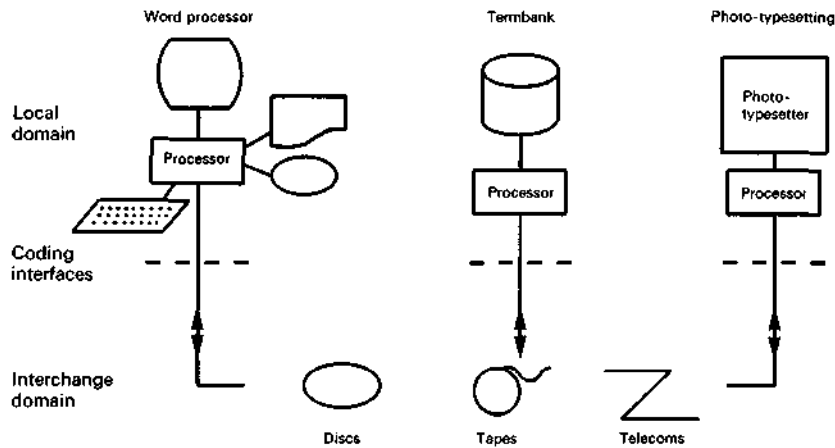 Word processor
Termbank
Photo-typesetting
Local
domain
Photo-
typesetter
Processor
Processor
Processor
Coding
interfaces
Interchange
domain
Discs
Tapes
Telecoms